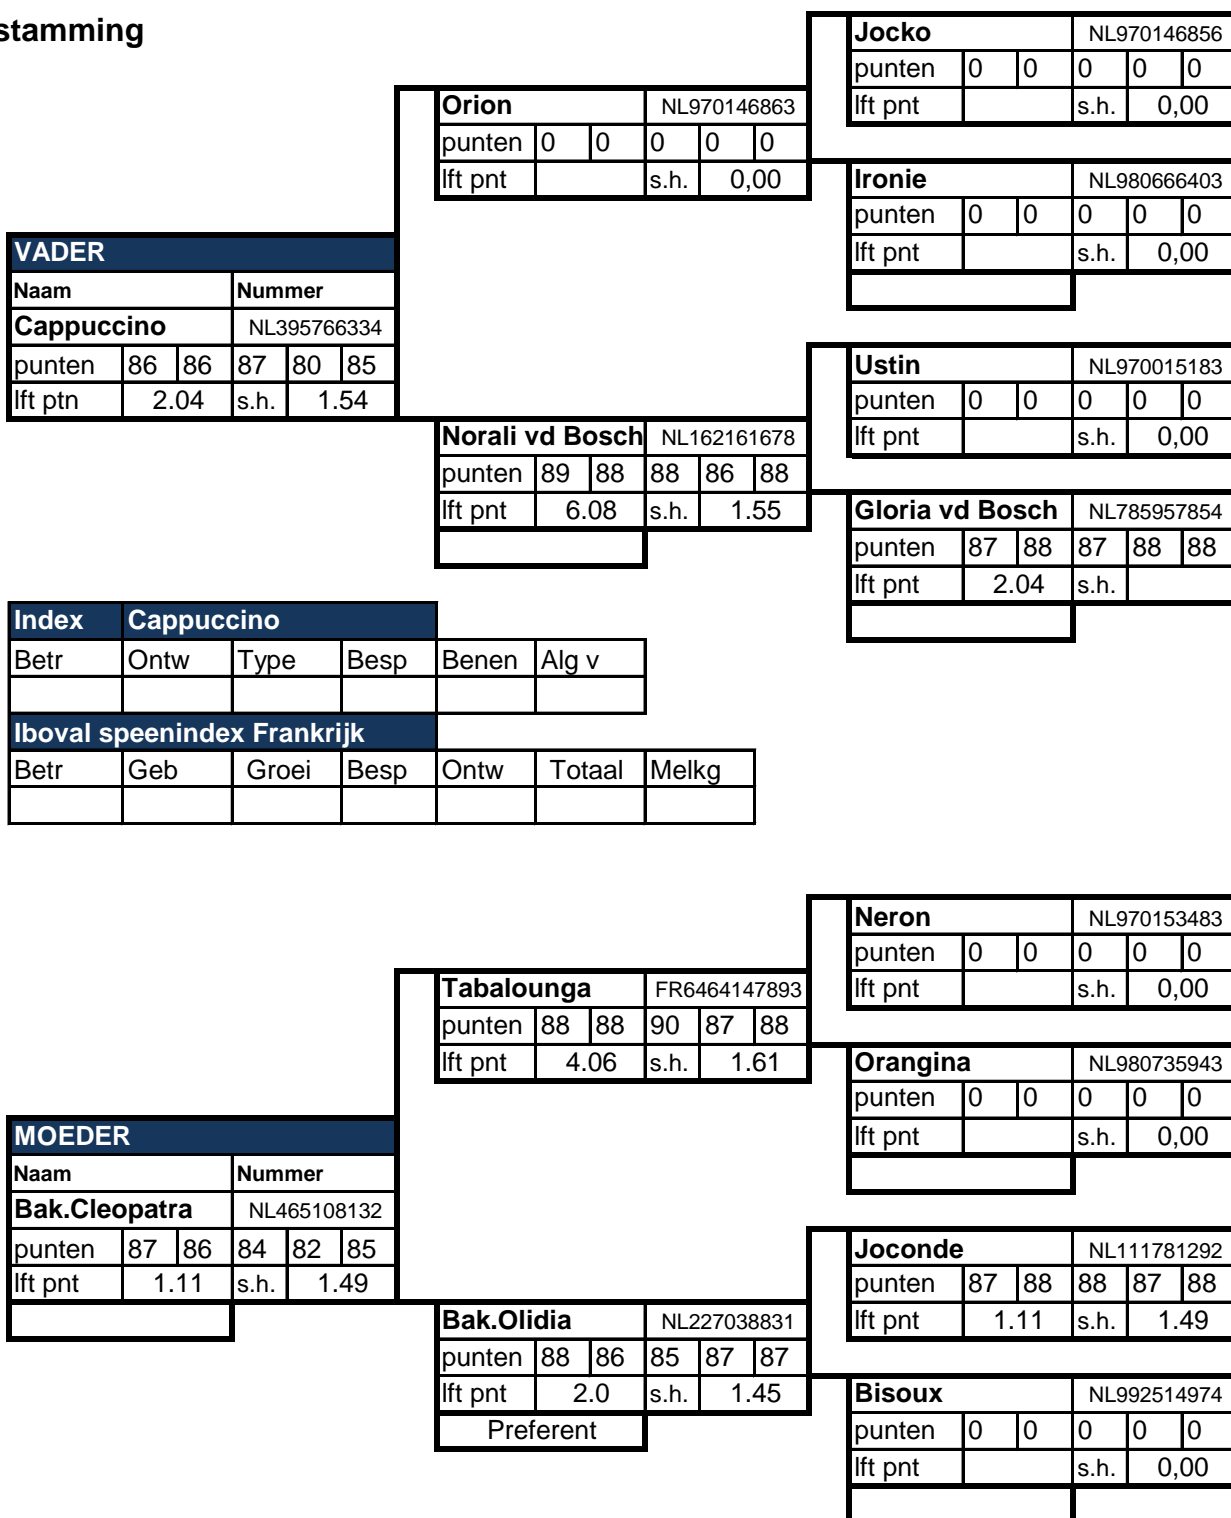 stamming
Jocko NL970146856
punten 0 0 0 0 0
lft pnt s.h. 0,00
Orion NL970146863
punten 0 0 0 0 0
lft pnt s.h. 0,00
Ironie NL980666403
punten 0 0 0 0 0
lft pnt s.h. 0,00
VADER
Naam Nummer
Cappuccino NL395766334
punten 86 86 87 80 85
lft ptn 2.04 s.h. 1.54
Ustin NL970015183
punten 0 0 0 0 0
lft pnt s.h. 0,00
Norali vd Bosch NL162161678
punten 89 88 88 86 88
lft pnt 6.08 s.h. 1.55
Gloria vd Bosch NL785957854
punten 87 88 87 88 88
lft pnt 2.04 s.h.
Index Cappuccino
Betr Ontw Type Besp Benen Alg v
Iboval speenindex Frankrijk
Betr Geb Groei Besp Ontw Totaal Melkg
Neron NL970153483
punten 0 0 0 0 0
lft pnt s.h. 0,00
Tabalounga FR6464147893
punten 88 88 90 87 88
lft pnt 4.06 s.h. 1.61
Orangina NL980735943
punten 0 0 0 0 0
lft pnt s.h. 0,00
MOEDER
Naam Nummer
Bak.Cleopatra NL465108132
punten 87 86 84 82 85
lft pnt 1.11 s.h. 1.49
Joconde NL111781292
punten 87 88 88 87 88
lft pnt 1.11 s.h. 1.49
Bak.Olidia NL227038831
punten 88 86 85 87 87
lft pnt 2.0 s.h. 1.45
Preferent
Bisoux NL992514974
punten 0 0 0 0 0
lft pnt s.h. 0,00